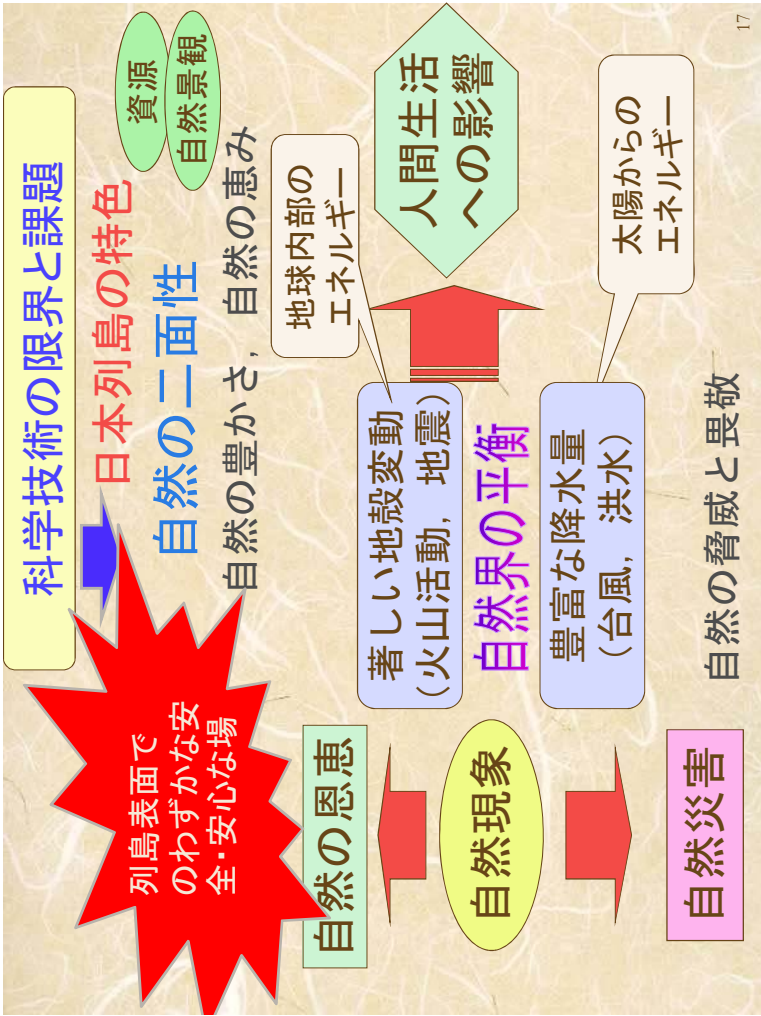 科学技術の限界と課題
日本列島の特色
自然の二面性
資源
自然景観
自然の豊かさ，自然の恵み
列島表面で
のわずかな安
全・安心な場
地球内部の
エネルギー
自然の恩恵
著しい地殻変動
（火山活動，地震）
人間生活
への影響
自然現象
自然界の平衡
豊富な降水量
（台風，洪水）
太陽からの
エネルギー
自然災害
自然の脅威と畏敬
17